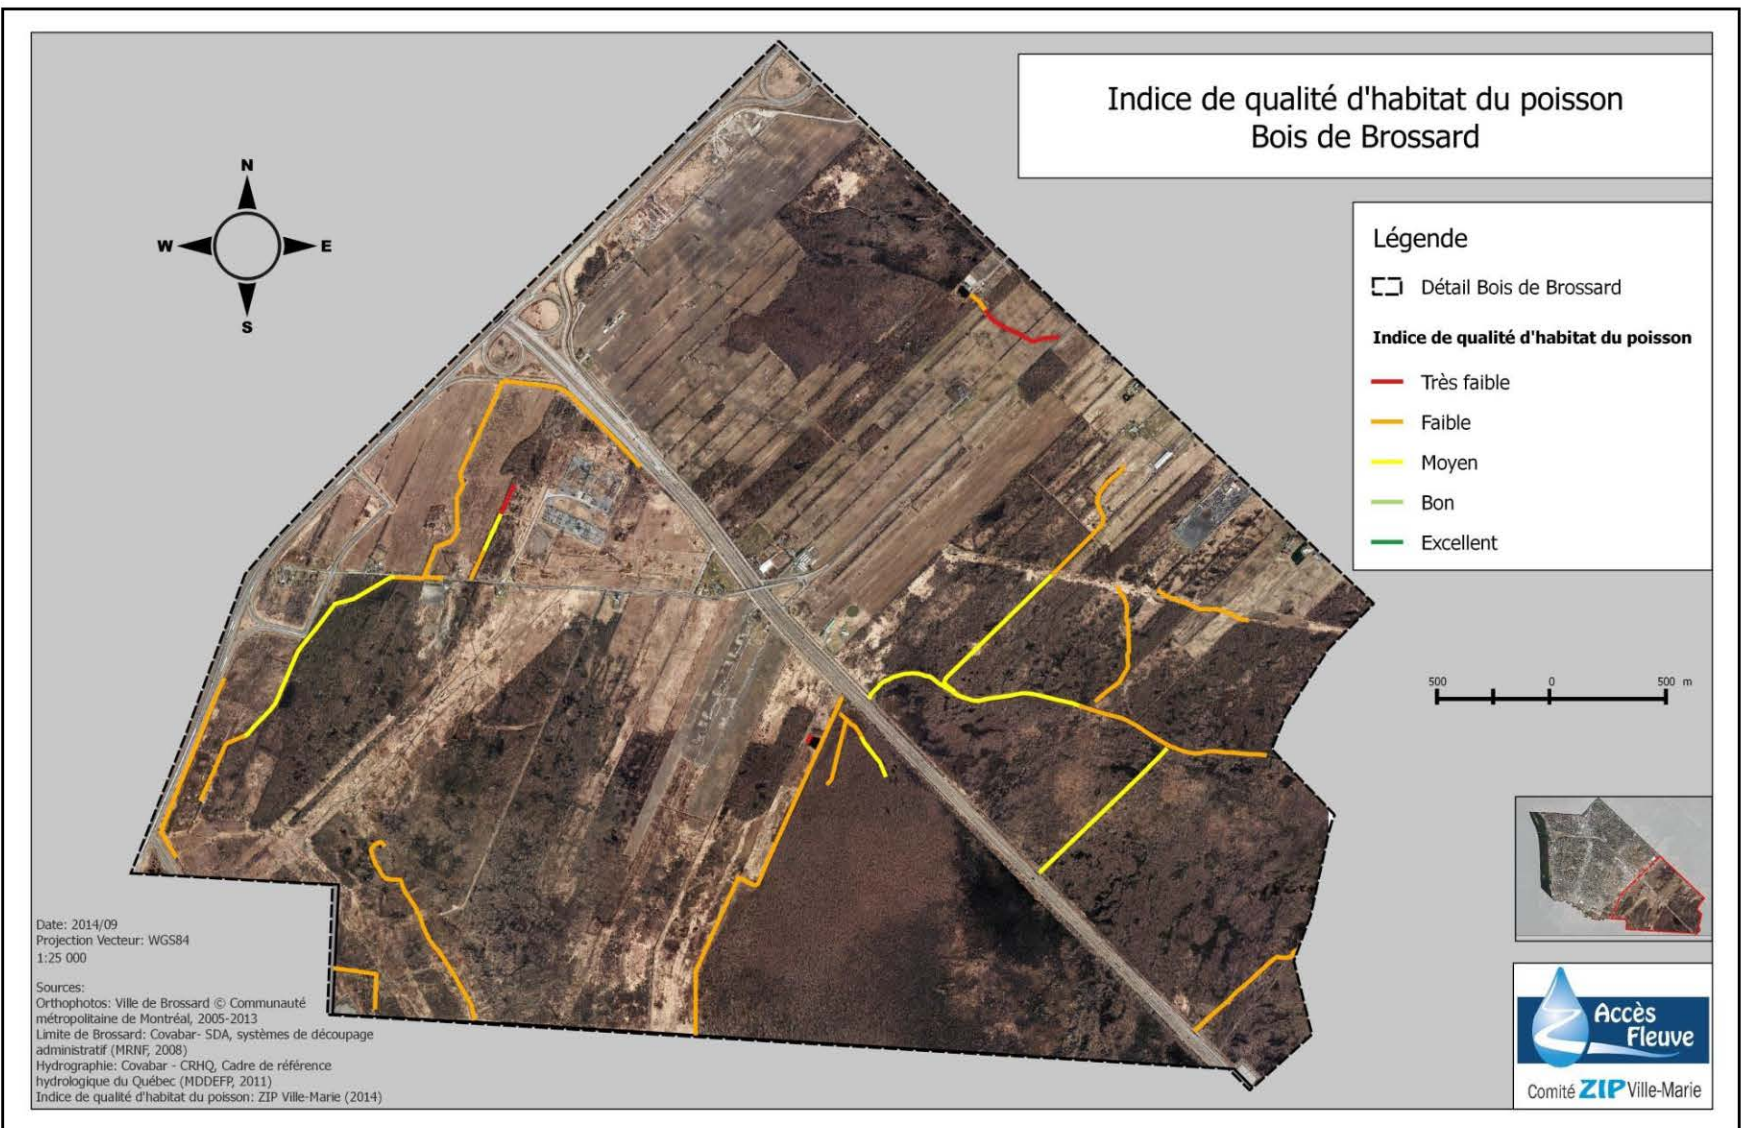 Indice de qualité d'habitat du poisson
Bois de Brossard
N
W
E
S
Légende
Détail Bois de Brossard
Indice de qualité d'habitat du poisson
Très faible
Faible
Moyen
Bon
Excellent
500 0 500 m
Date: 2014/09
Projection Vecteur: WGS84
1:25 000
Sources:
Orthophotos: Ville de Brossard © Communauté
métropolitaine de Montréal, 2005-2013
Limite de Brossard: Covabar- SDA, systèmes de découpage
administratif (MRNF, 2008)
Hydrographie: Covabar - CRHQ, Cadre de référence
hydrologique du Québec (MDDEFP, 2011)
Indice de qualité d'habitat du poisson: ZIP Ville-Marie (2014)
Accès
Fleuve
Comité ZIP Ville-Marie